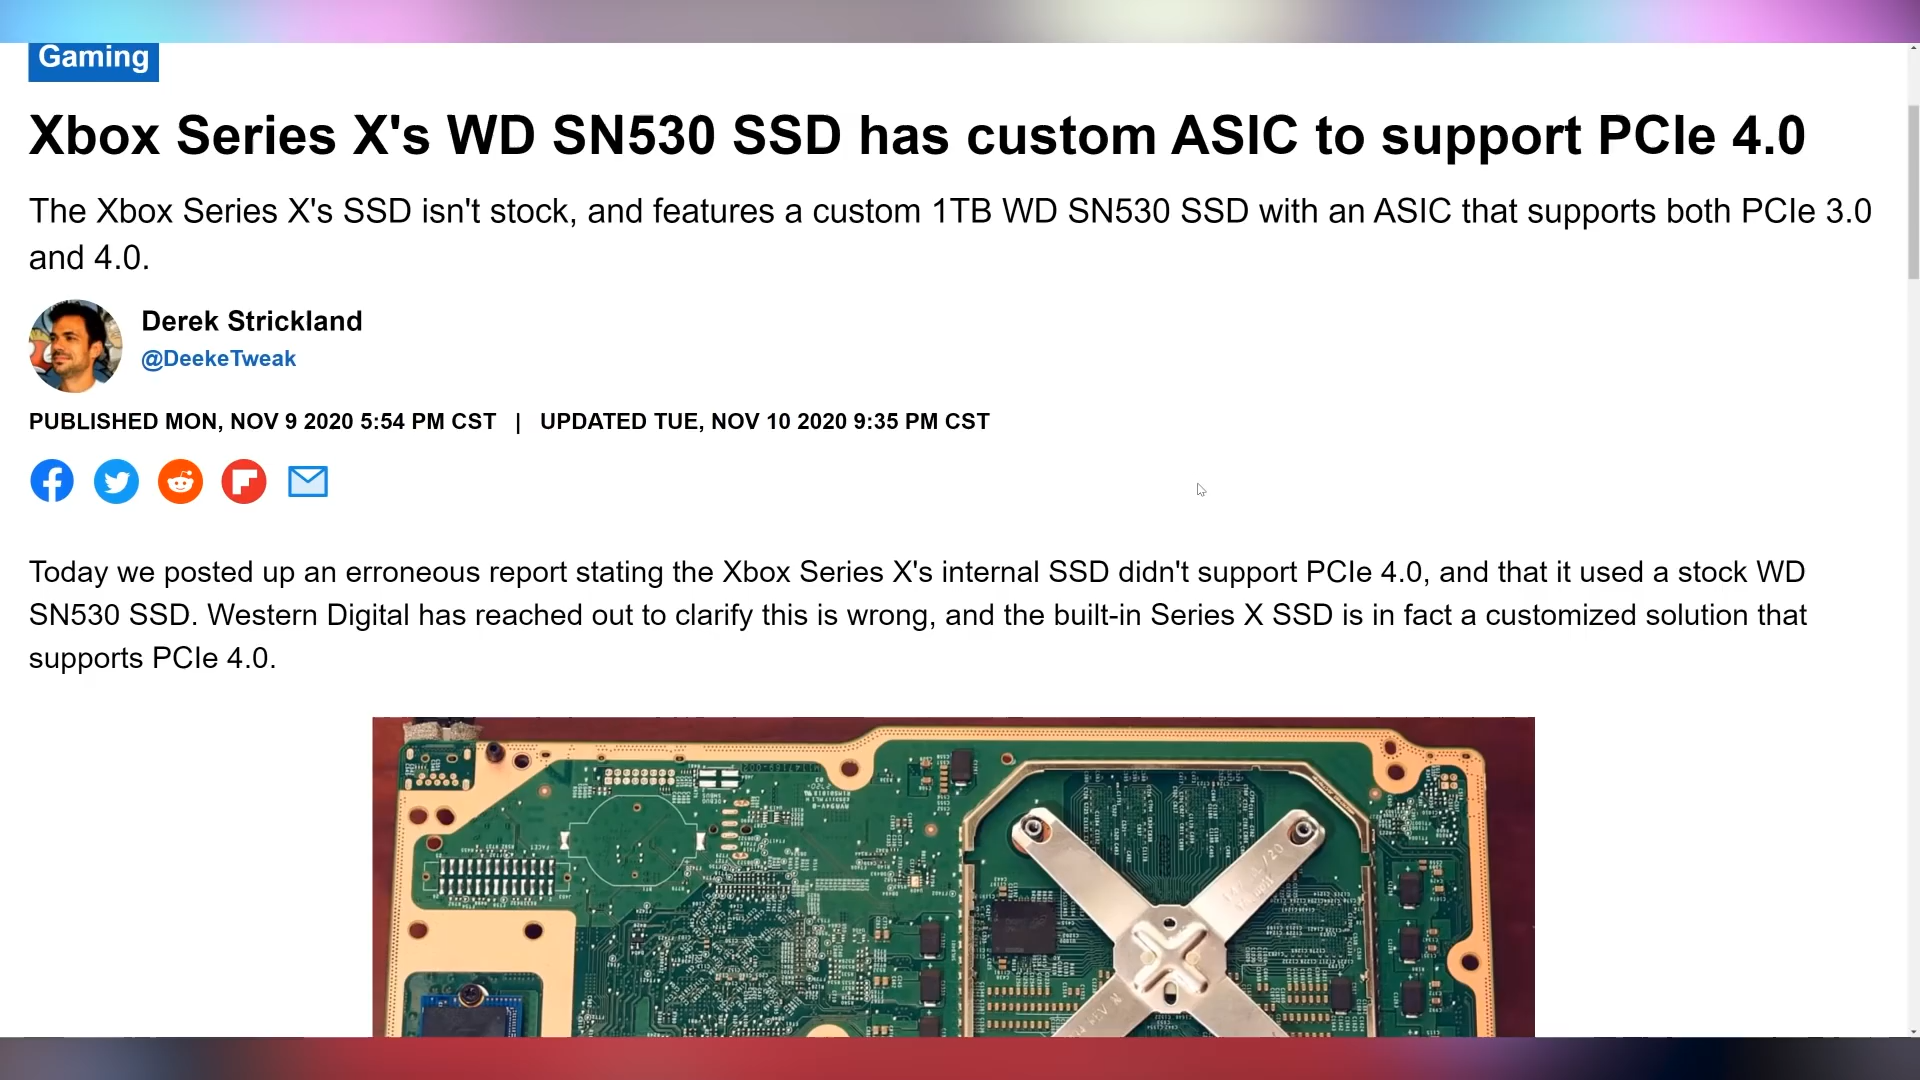 Gaming
Xbox Series X's WD SN530 SSD has custom ASIC to support PCIe 4.0
The Xbox Series X's SSD isn't stock, and features a custom 1TB WD SN530 SSD with an ASIC that supports both PCIe 3.0
and 4.0.
Derek Strickland
@DeekeTweak
PUBLISHED MON, NOV 9 2020 5:54 PM CST | UPDATED TUE, NOV 10 2020 9:35 PM CST
Today we posted up an erroneous report stating the Xbox Series X's internal SSD didn't support PCIe 4.0, and that it used a stock WD
SN530 SSD. Western Digital has reached out to clarify this is wrong, and the built-in Series X SSD is in fact a customized solution that
supports PCIe 4.0.